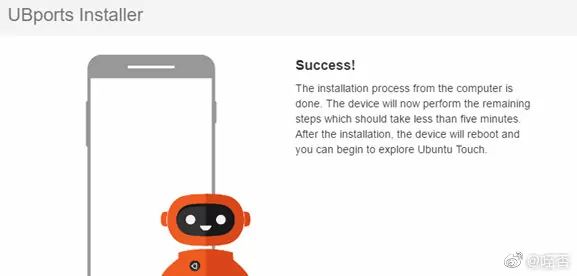 UBports Installer
Success!
The installation process from the computer is
done. The device will now perform the remaining
steps which should take less than five minutes.
After the installation, the device will reboot and
you can begin to explore Ubuntu Touch.